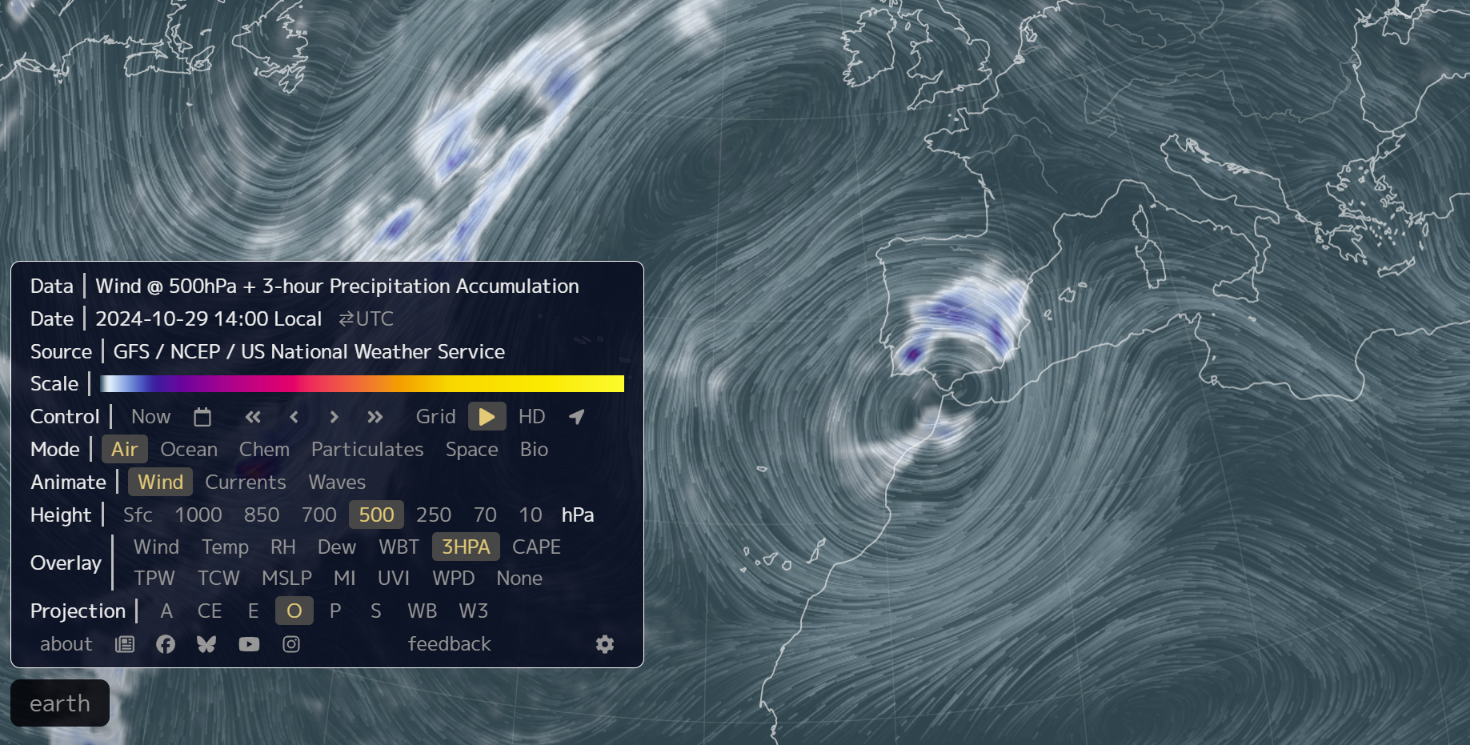 Data | Wind @ 500hPa + 3-hour Precipitation Accumulation
Date | 2024-10-29 14:00 Local ⇄UTC
Source | GFS / NCEP / US National Weather Service
Scale |
Control | Now « ‹ › » Grid HD
Mode | Air Ocean Chem Particulates Space Bio
Animate | Wind Currents Waves
Height | Sfc 1000 850 700 500 250 70 10 hPa
Overlay | Wind Temp RH Dew WBT 3HPA CAPE
TPW TCW MSLP MI UVI WPD None
Projection | A CE E O P S WB W3
about feedback
earth